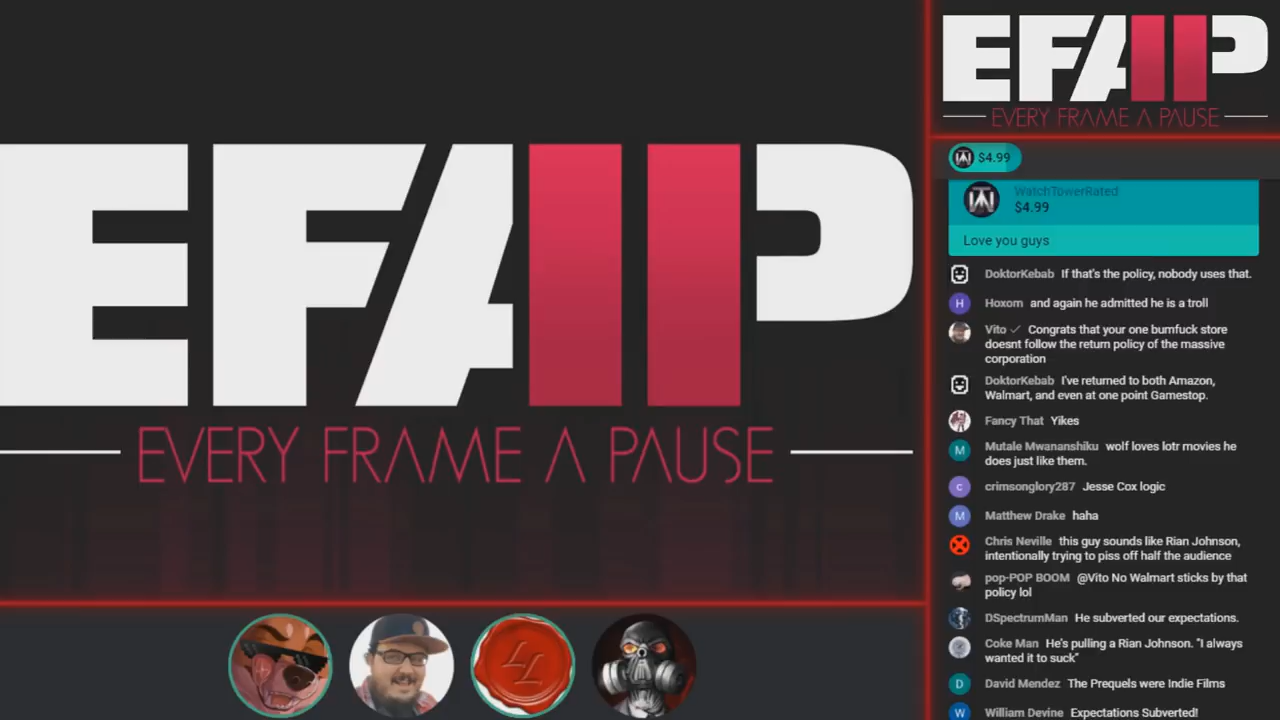 EFAP
EVERY FRAME A PAUSE
EFAP
EVERY FRAME A PAUSE
$4.99
WatchTowerRated
$4.99
Love you guys
DoktorKebab If that's the policy, nobody uses that.
H Hoxom and again he admitted he is a troll
Vito ✓ Congrats that your one bumfuck store
doesnt follow the return policy of the massive
corporation
DoktorKebab I've returned to both Amazon,
Walmart, and even at one point Gamestop.
Fancy That Yikes
M Mutale Mwananshiku wolf loves lotr movies he
does just like them.
c crimsonglory287 Jesse Cox logic
M Matthew Drake haha
Chris Neville this guy sounds like Rian Johnson,
intentionally trying to piss off half the audience
pop-POP BOOM @Vito No Walmart sticks by that
policy lol
DSpectrumMan He subverted our expectations.
Coke Man He's pulling a Rian Johnson. "I always
wanted it to suck"
D David Mendez The Prequels were Indie Films
W William Devine Expectations Subverted!
LL